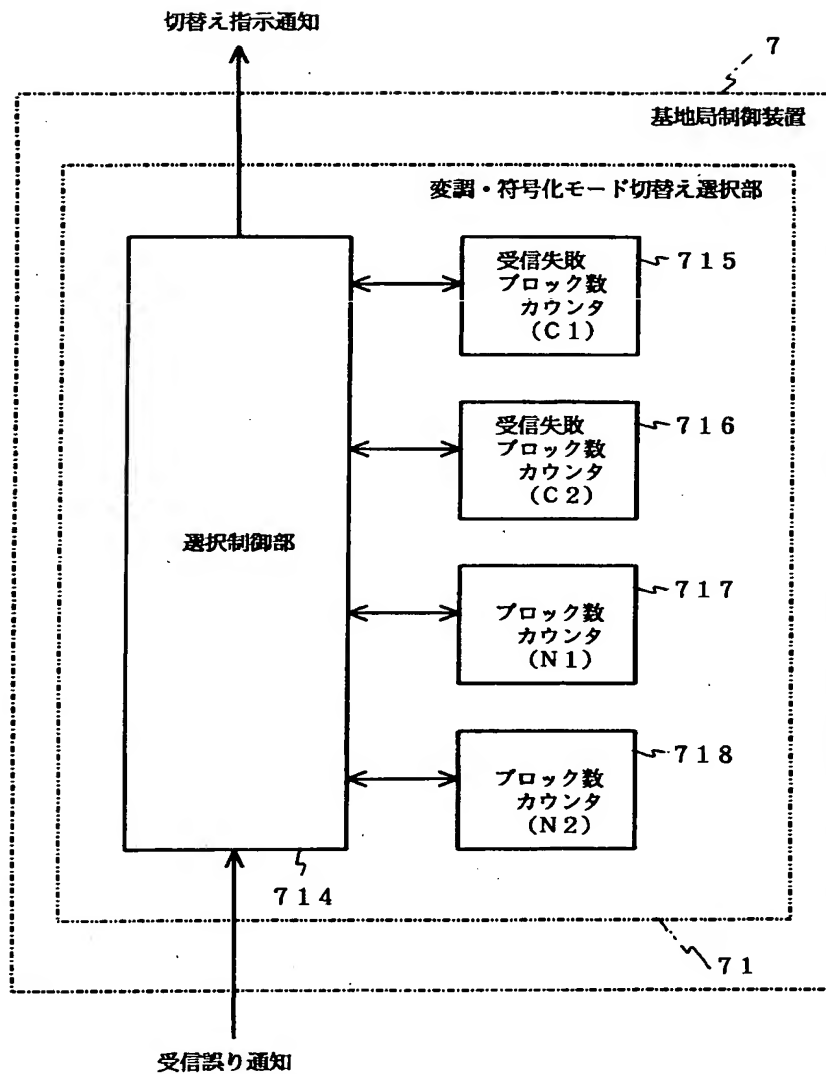 切替え指示通知
7
基地局制御装置
変調・符号化モード切替え選択部
受信失敗
ブロック数
カウンタ
(C1)
715
受信失敗
ブロック数
カウンタ
(C2)
716
選択制御部
ブロック数
カウンタ
(N1)
717
ブロック数
カウンタ
(N2)
718
714
71
受信誤り通知